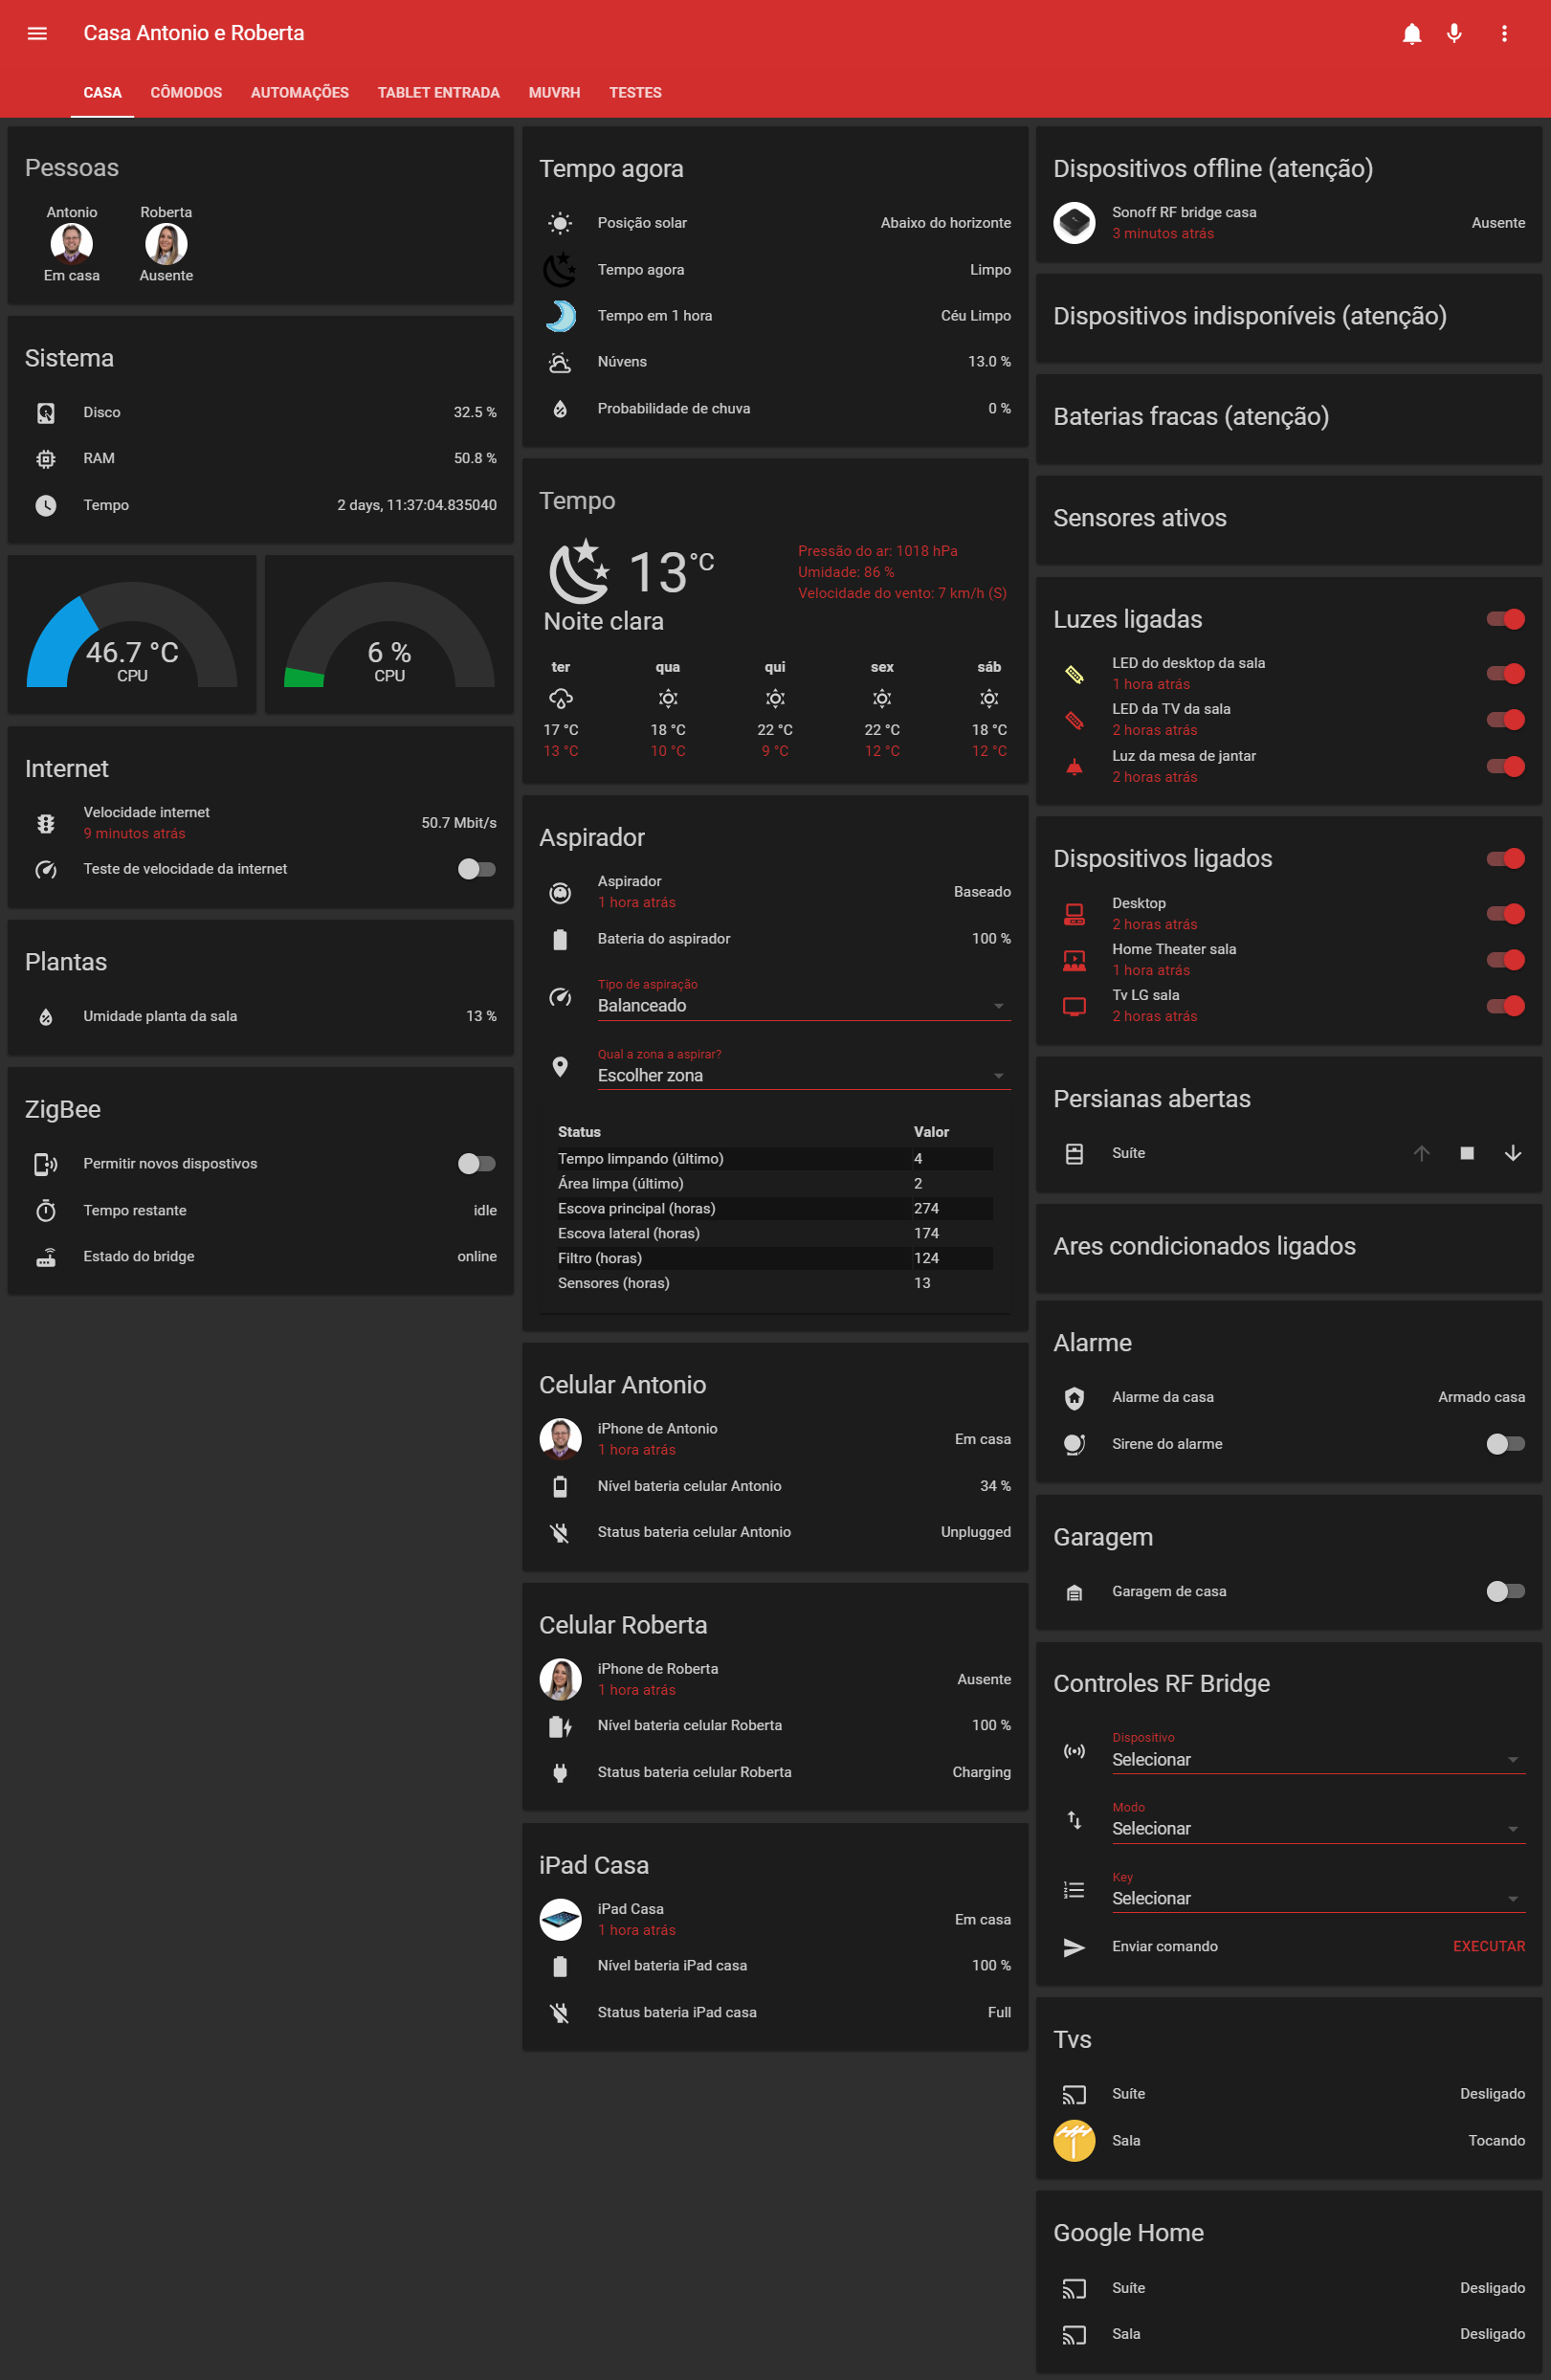 Casa Antonio e Roberta
CASA CÔMODOS AUTOMAÇÕES TABLET ENTRADA MUVRH TESTES
Pessoas
Antonio Roberta
Em casa Ausente
Sistema
Disco 32.5 %
RAM 50.8 %
Tempo 2 days, 11:37:04.835040
46.7 °C
CPU
6 %
CPU
Internet
Velocidade internet
9 minutos atrás
50.7 Mbit/s
Teste de velocidade da internet
Plantas
Umidade planta da sala 13 %
ZigBee
Permitir novos dispostivos
Tempo restante idle
Estado do bridge online
Tempo agora
Posição solar Abaixo do horizonte
Tempo agora Limpo
Tempo em 1 hora Céu Limpo
Núvens 13.0 %
Probabilidade de chuva 0 %
Tempo
13 °C
Noite clara
Pressão do ar: 1018 hPa
Umidade: 86 %
Velocidade do vento: 7 km/h (S)
ter qua qui sex sáb
17 °C 18 °C 22 °C 22 °C 18 °C
13 °C 10 °C 9 °C 12 °C 12 °C
Aspirador
Aspirador
1 hora atrás
Baseado
Bateria do aspirador 100 %
Tipo de aspiração
Balanceado
Qual a zona a aspirar?
Escolher zona
Status Valor
Tempo limpando (último) 4
Área limpa (último) 2
Escova principal (horas) 274
Escova lateral (horas) 174
Filtro (horas) 124
Sensores (horas) 13
Celular Antonio
iPhone de Antonio
1 hora atrás
Em casa
Nível bateria celular Antonio 34 %
Status bateria celular Antonio Unplugged
Celular Roberta
iPhone de Roberta
1 hora atrás
Ausente
Nível bateria celular Roberta 100 %
Status bateria celular Roberta Charging
iPad Casa
iPad Casa
1 hora atrás
Em casa
Nível bateria iPad casa 100 %
Status bateria iPad casa Full
Dispositivos offline (atenção)
Sonoff RF bridge casa
3 minutos atrás
Ausente
Dispositivos indisponíveis (atenção)
Baterias fracas (atenção)
Sensores ativos
Luzes ligadas
LED do desktop da sala
1 hora atrás
LED da TV da sala
2 horas atrás
Luz da mesa de jantar
2 horas atrás
Dispositivos ligados
Desktop
2 horas atrás
Home Theater sala
1 hora atrás
Tv LG sala
2 horas atrás
Persianas abertas
Suíte
Ares condicionados ligados
Alarme
Alarme da casa Armado casa
Sirene do alarme
Garagem
Garagem de casa
Controles RF Bridge
Dispositivo
Selecionar
Modo
Selecionar
Key
Selecionar
Enviar comando EXECUTAR
Tvs
Suíte Desligado
Sala Tocando
Google Home
Suíte Desligado
Sala Desligado